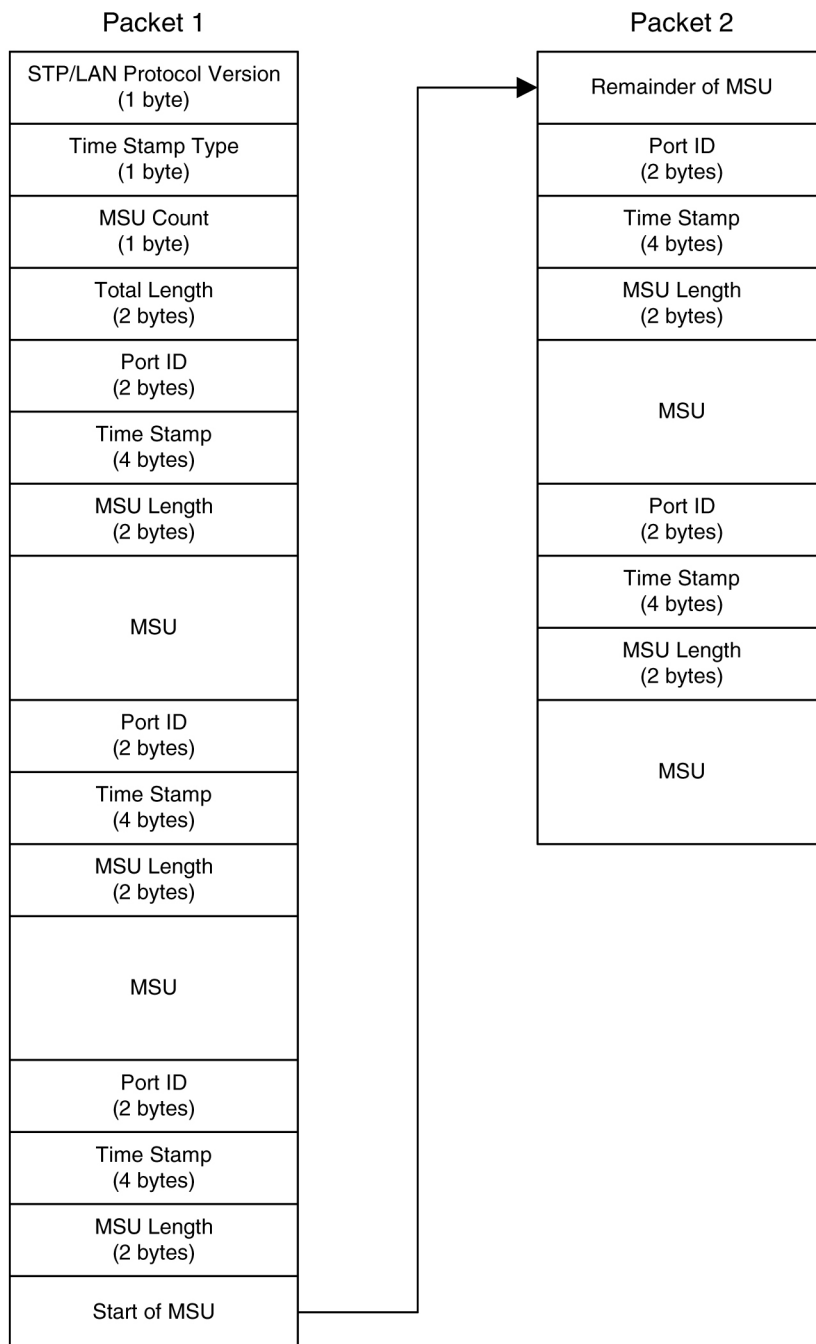 Packet 1
STP/LAN Protocol Version
(1 byte)
Time Stamp Type
(1 byte)
MSU Count
(1 byte)
Total Length
(2 bytes)
Port ID
(2 bytes)
Time Stamp
(4 bytes)
MSU Length
(2 bytes)
MSU
Port ID
(2 bytes)
Time Stamp
(4 bytes)
MSU Length
(2 bytes)
MSU
Port ID
(2 bytes)
Time Stamp
(4 bytes)
MSU Length
(2 bytes)
Start of MSU
Packet 2
Remainder of MSU
Port ID
(2 bytes)
Time Stamp
(4 bytes)
MSU Length
(2 bytes)
MSU
Port ID
(2 bytes)
Time Stamp
(4 bytes)
MSU Length
(2 bytes)
MSU